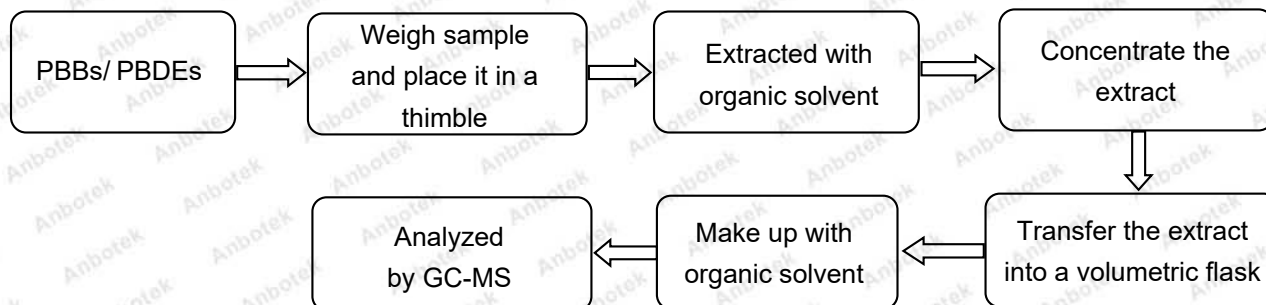 PBBs/ PBDEs
Weigh sample
and place it in a
thimble
Extracted with
organic solvent
Concentrate the
extract
Transfer the extract
into a volumetric flask
Make up with
organic solvent
Analyzed
by GC-MS
Anbotek